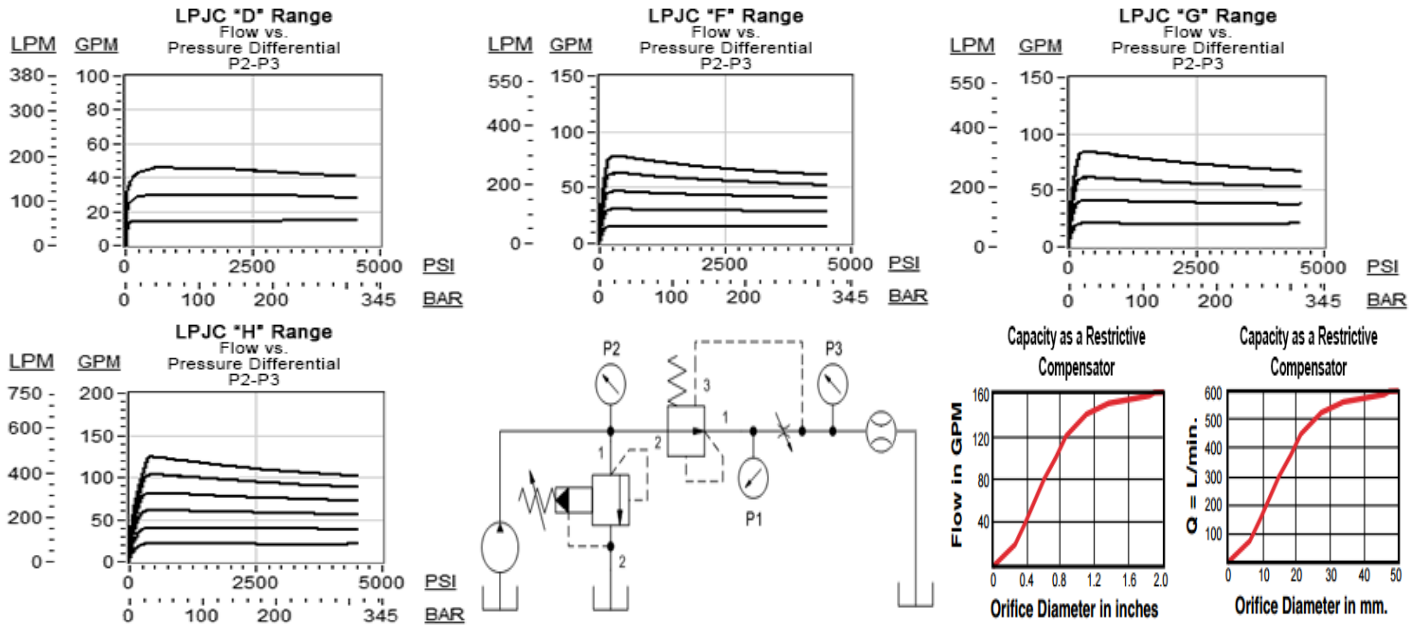 LPJC "D" Range
Flow vs.
Pressure Differential
P2-P3
LPM GPM
380 100
300 80
60
200 40
100 20
0 0
0 2500 5000 PSI
0 100 200 345 BAR
LPJC "F" Range
Flow vs.
Pressure Differential
P2-P3
LPM GPM
550 150
400 100
200 50
0 0
0 2500 5000 PSI
0 100 200 345 BAR
LPJC "G" Range
Flow vs.
Pressure Differential
P2-P3
LPM GPM
550 150
400 100
200 50
0 0
0 2500 5000 PSI
0 100 200 345 BAR
LPJC "H" Range
Flow vs.
Pressure Differential
P2-P3
LPM GPM
750 200
600 150
400 100
200 50
0 0
0 2500 5000 PSI
0 100 200 345 BAR
P2
P3
3
1
2
1
P1
2
Capacity as a Restrictive
Compensator
Flow in GPM
160
120
80
40
0 0.4 0.8 1.2 1.6 2.0
Orifice Diameter in inches
Capacity as a Restrictive
Compensator
Q = L/min.
600
500
400
300
200
100
0 10 20 30 40 50
Orifice Diameter in mm.